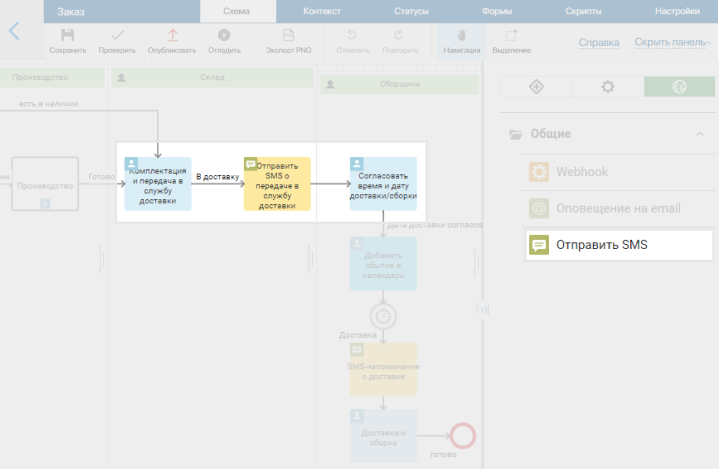 Заказ
Схема
Контекст
Статусы
Формы
Скрипты
Настройки
Сохранить
Проверить
Опубликовать
Отладить
Экспорт PNG
Отменить
Повторить
Навигация
Выделение
Справка
Скрыть панель
Производство
Склад
Сборщики
есть в наличии
Производство
Готово
Комплектация
и передача в
службу
доставки
В доставку
Отправить
SMS о
передаче в
службу
доставки
Согласовать
время и дату
доставки/сборки
Дата доставки согласов
Добавить
событие в
календарь
Доставка
SMS-напоминание
о доставке
Доставка и
сборка
готово
Общие
Webhook
Оповещение на email
Отправить SMS